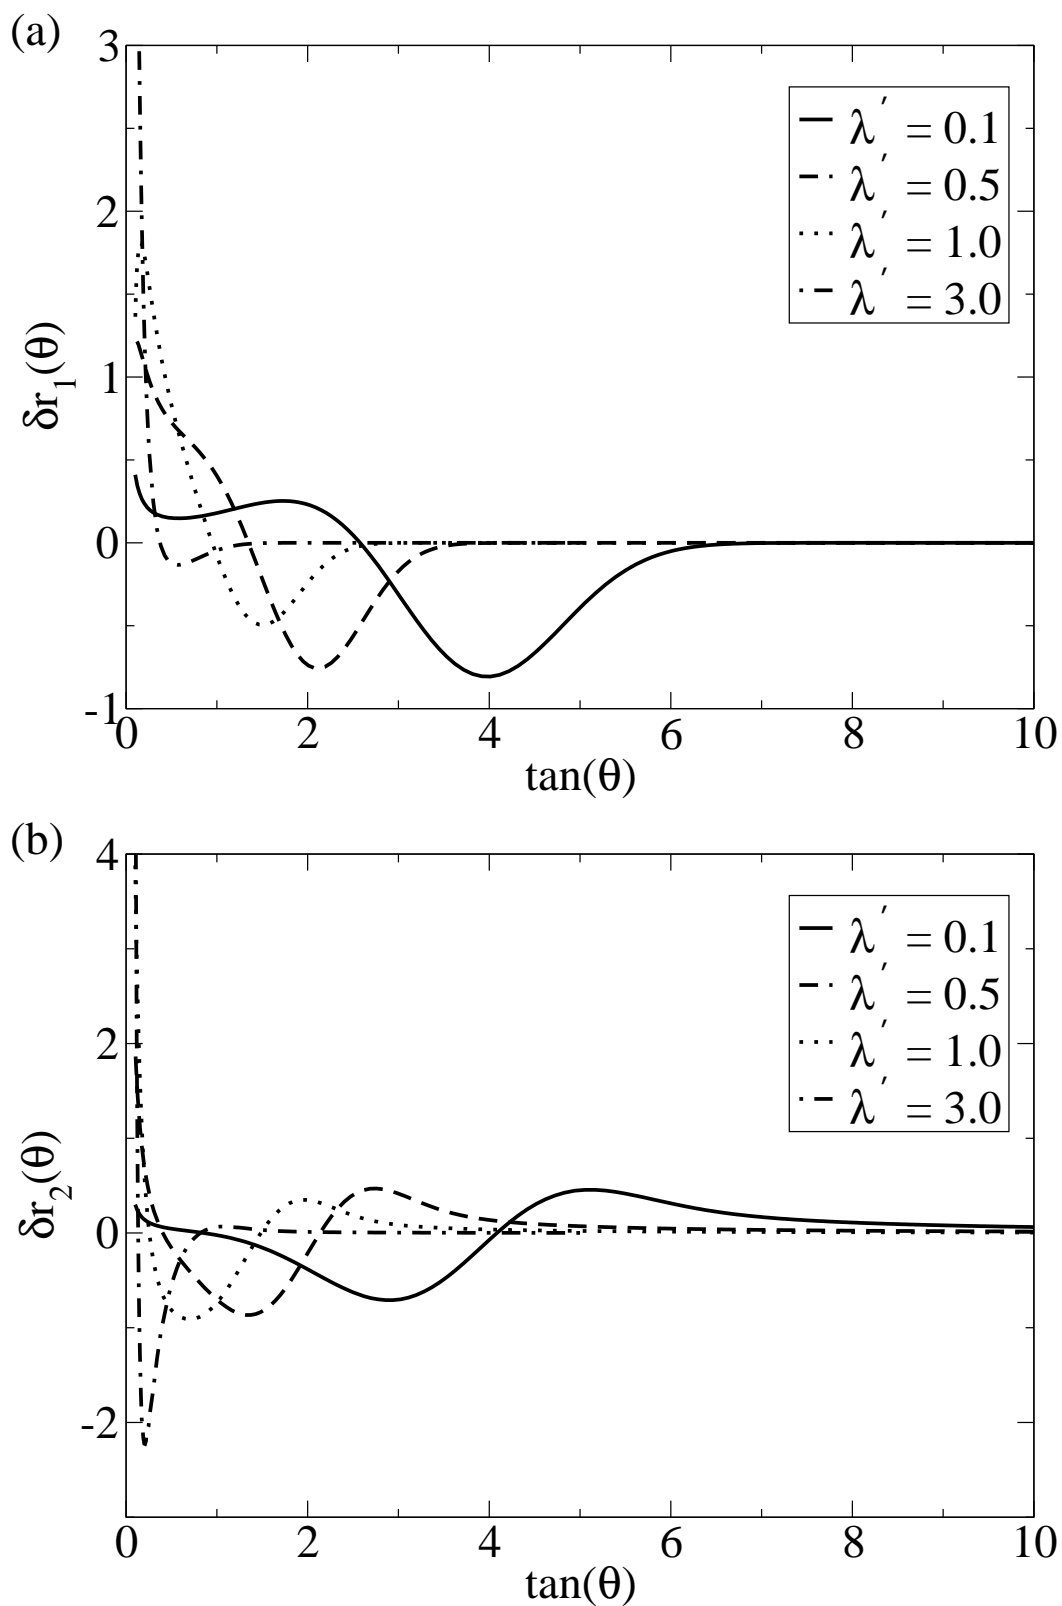 (a)
3
2
1
0
-1
δr₁(θ)
λ′ = 0.1
λ′ = 0.5
λ′ = 1.0
λ′ = 3.0
0 2 4 6 8 10
tan(θ)
(b)
4
2
0
-2
δr₂(θ)
λ′ = 0.1
λ′ = 0.5
λ′ = 1.0
λ′ = 3.0
0 2 4 6 8 10
tan(θ)